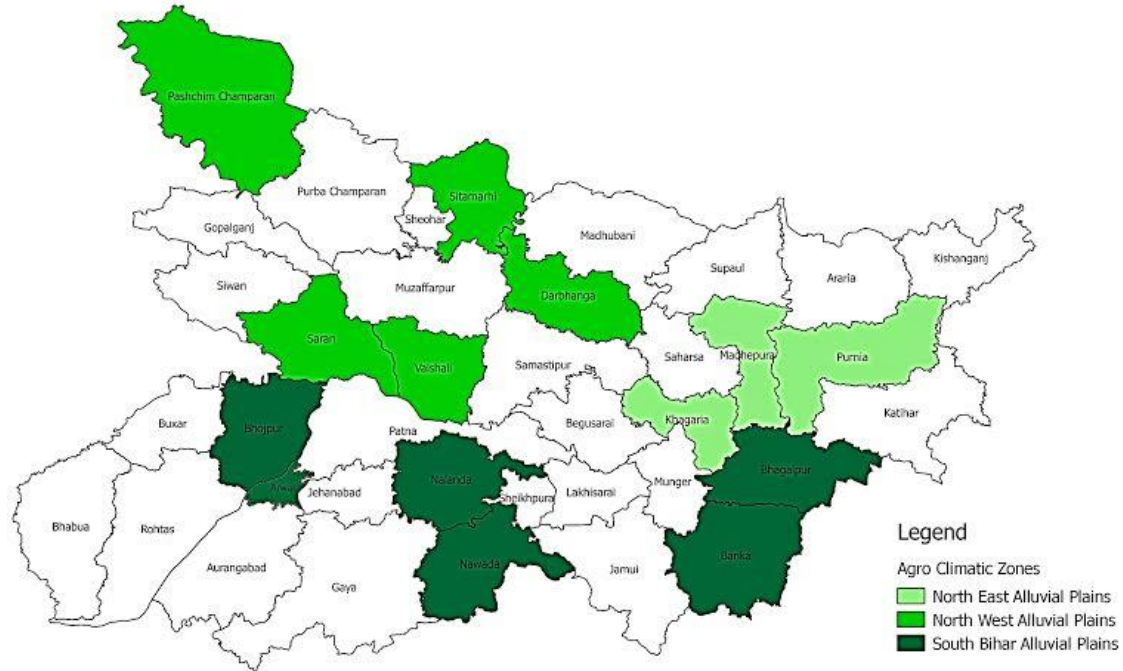 Pashchim Champaran
Purba Champaran
Sitamarhi
Sheohar
Gopalganj
Madhubani
Kishanganj
Supaul
Araria
Siwan
Muzaffarpur
Darbhanga
Saran
Vaishali
Samastipur
Saharsa
Madhepura
Purnia
Katihar
Khagaria
Begusarai
Buxar
Bhojpur
Patna
Bhagalpur
Nalanda
Munger
Arwal
Jehanabad
Sheikhpura
Lakhisarai
Bhabua
Rohtas
Banka
Nawada
Jamui
Aurangabad
Gaya
Legend
Agro Climatic Zones
North East Alluvial Plains
North West Alluvial Plains
South Bihar Alluvial Plains